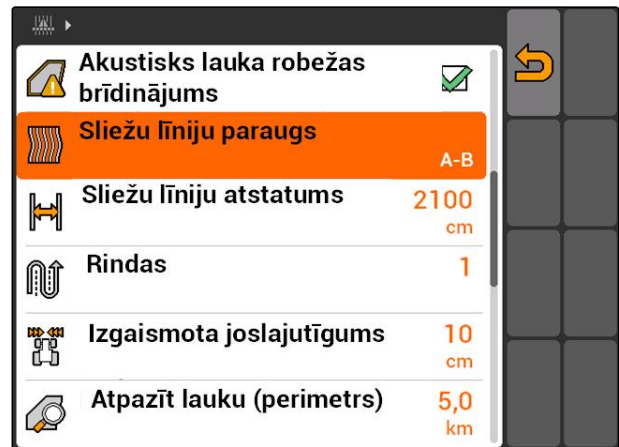 Akustisks lauka robežas
brīdinājums
Sliežu līniju paraugs
A-B
Sliežu līniju atstatums
2100
cm
Rindas
1
Izgaismota joslajutīgums
10
cm
Atpazīt lauku (perimetrs)
5,0
km